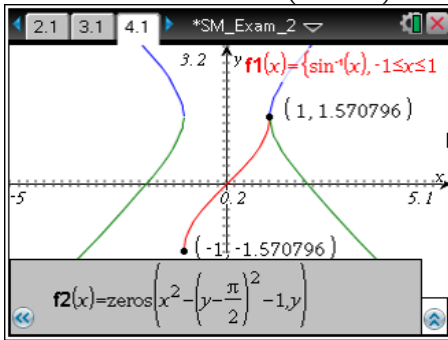 2.1 3.1 4.1 *SM_Exam_2
3.2 y f1(x)={sin⁻¹(x), -1≤x≤1
(1, 1.570796)
x
-5 0.2 5.1
(-1, -1.570796)
f2(x)=zeros(x²-(y-π/2)²-1,y)